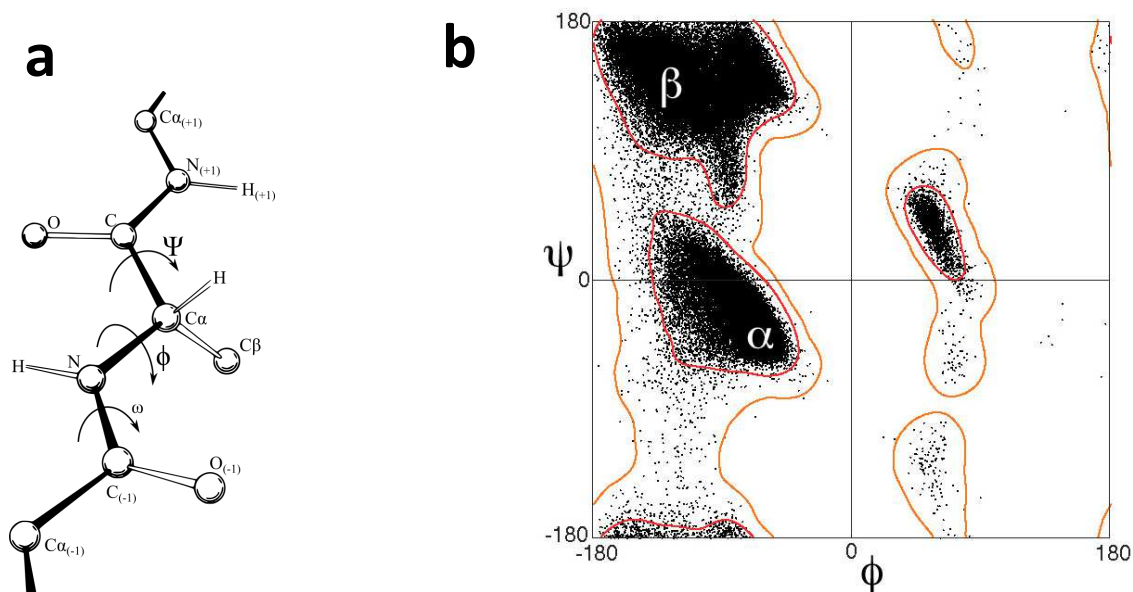 a
Cα(+1)
N(+1)
H(+1)
O
C
Ψ
H
Cα
Cβ
H
N
ϕ
ω
O(-1)
C(-1)
Cα(-1)
b
180
β
ψ
0
α
-180
-180
0
ϕ
180